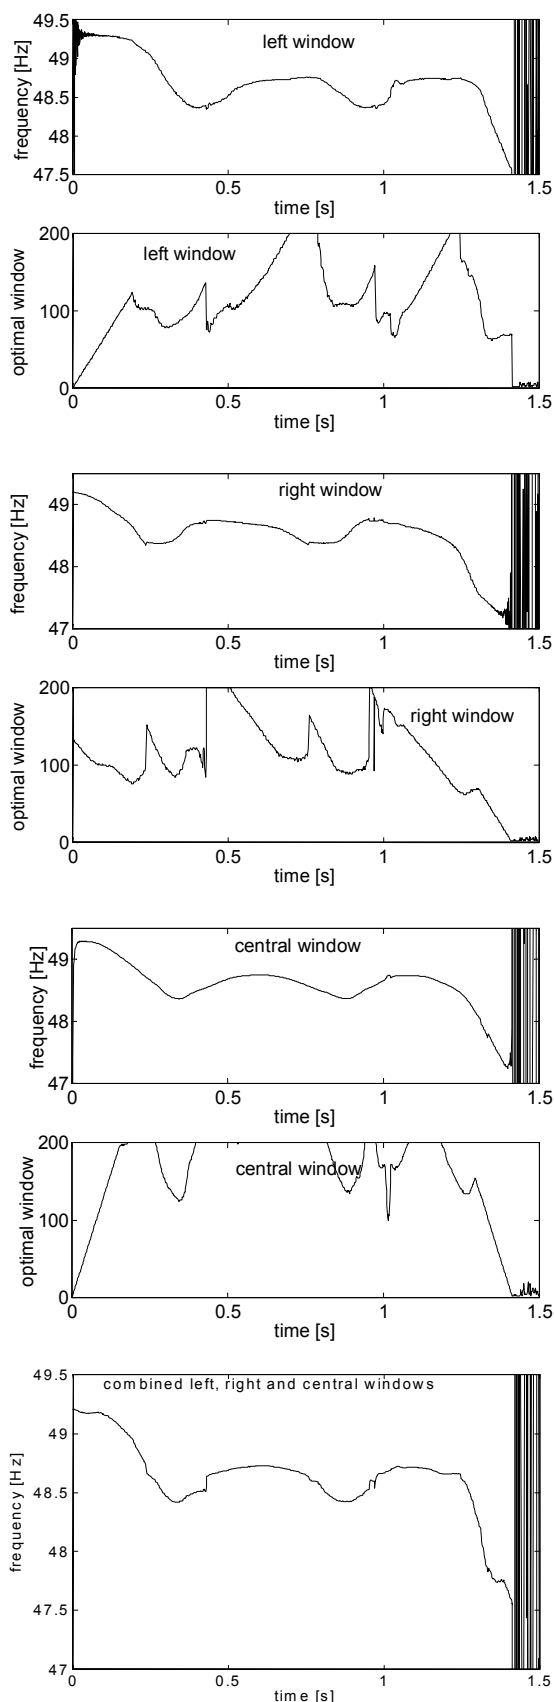 49.5
left window
49
48.5
48
47.5
frequency [Hz]
0 0.5 1 1.5
time [s]
200
left window
100
0
optimal window
0 0.5 1 1.5
time [s]
right window
49
48
47
frequency [Hz]
0 0.5 1 1.5
time [s]
200
right window
100
0
optimal window
0 0.5 1 1.5
time [s]
central window
49
48
47
frequency [Hz]
0 0.5 1 1.5
time [s]
200
central window
100
0
optimal window
0 0.5 1 1.5
time [s]
49.5
combined left, right and central windows
49
48.5
48
47.5
47
frequency [Hz]
0 0.5 1 1.5
time [s]